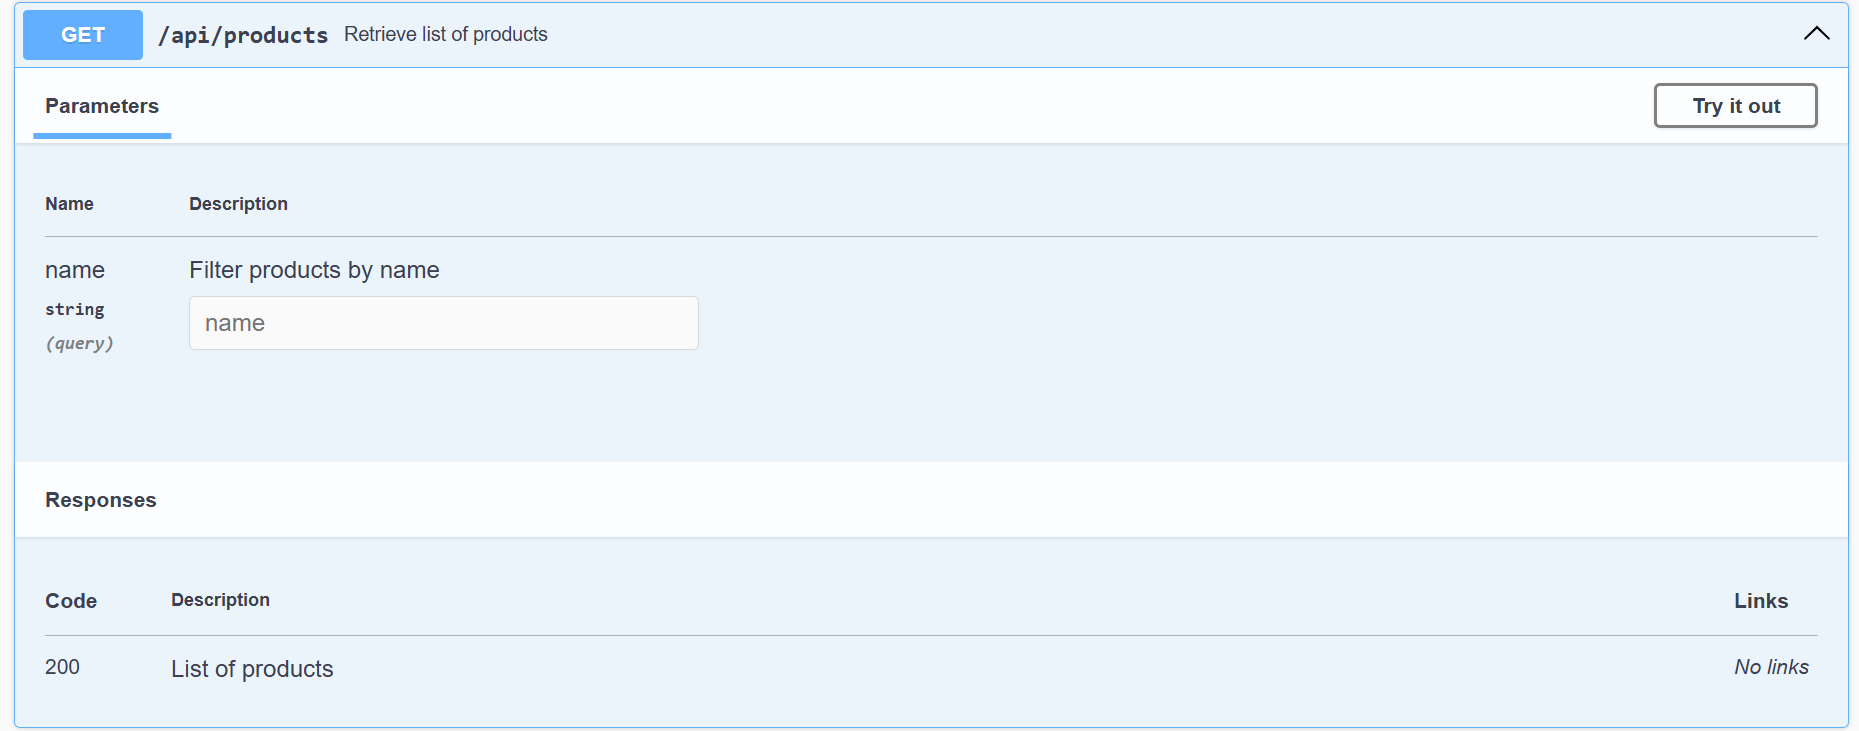 GET /api/products Retrieve list of products
Parameters Try it out
Name Description
name Filter products by name
string name
(query)
Responses
Code Description Links
200 List of products No links